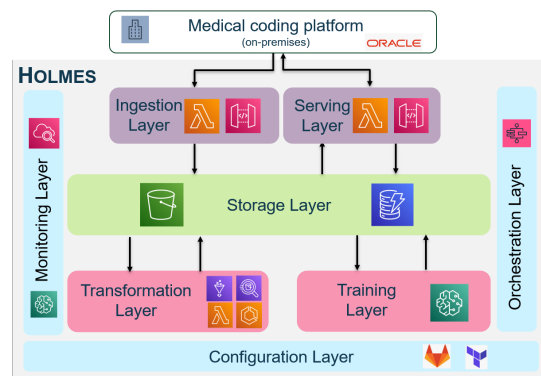 Medical coding platform
(on-premises)
ORACLE
HOLMES
Ingestion
Layer
Serving
Layer
Monitoring Layer
Storage Layer
Orchestration Layer
Transformation
Layer
Training
Layer
Configuration Layer